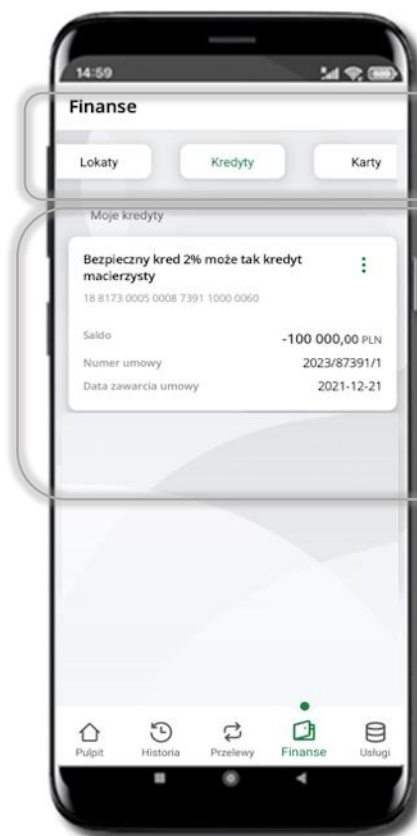 14:59
Finanse
Lokaty Kredyty Karty
Moje kredyty
Bezpieczny kred 2% może tak kredyt
macierzysty
18 8173 0005 0008 7391 1000 0060
Saldo -100 000,00 PLN
Numer umowy 2023/87391/1
Data zawarcia umowy 2021-12-21
Pulpit Historia Przelewy Finanse Usługi